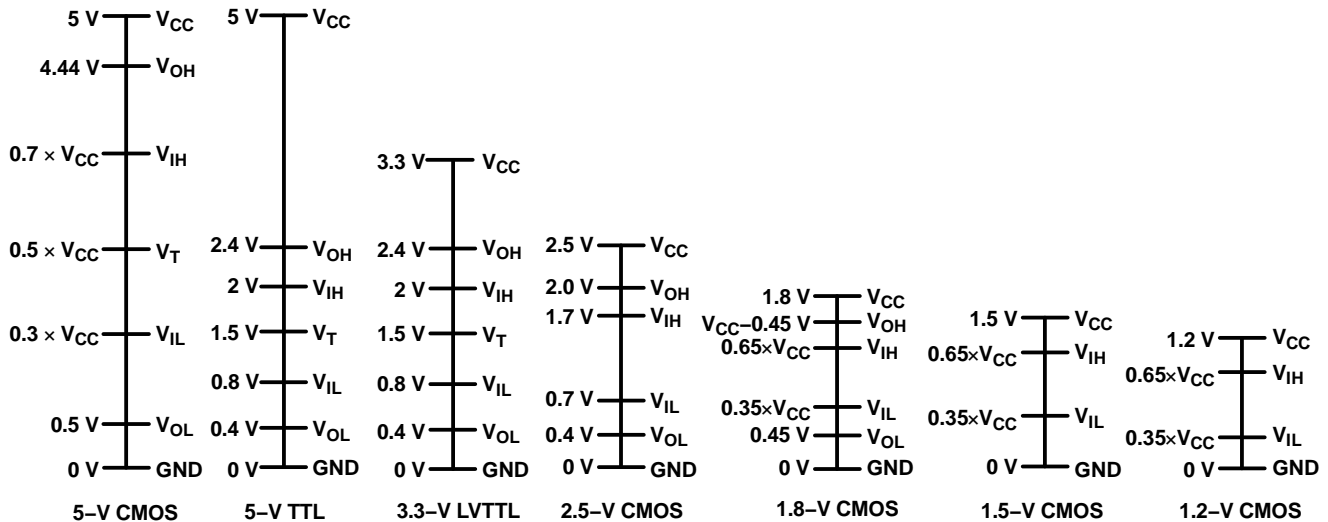 5 V VCC
4.44 V VOH
0.7 × VCC VIH
0.5 × VCC VT
0.3 × VCC VIL
0.5 V VOL
0 V GND
5–V CMOS
5 V VCC
2.4 V VOH
2 V VIH
1.5 V VT
0.8 V VIL
0.4 V VOL
0 V GND
5–V TTL
3.3 V VCC
2.4 V VOH
2 V VIH
1.5 V VT
0.8 V VIL
0.4 V VOL
0 V GND
3.3–V LVTTL
2.5 V VCC
2.0 V VOH
1.7 V VIH
0.7 V VIL
0.4 V VOL
0 V GND
2.5–V CMOS
1.8 V VCC
VCC–0.45 V VOH
0.65×VCC VIH
0.35×VCC VIL
0.45 V VOL
0 V GND
1.8–V CMOS
1.5 V VCC
0.65×VCC VIH
0.35×VCC VIL
0 V GND
1.5–V CMOS
1.2 V VCC
0.65×VCC VIH
0.35×VCC VIL
0 V GND
1.2–V CMOS